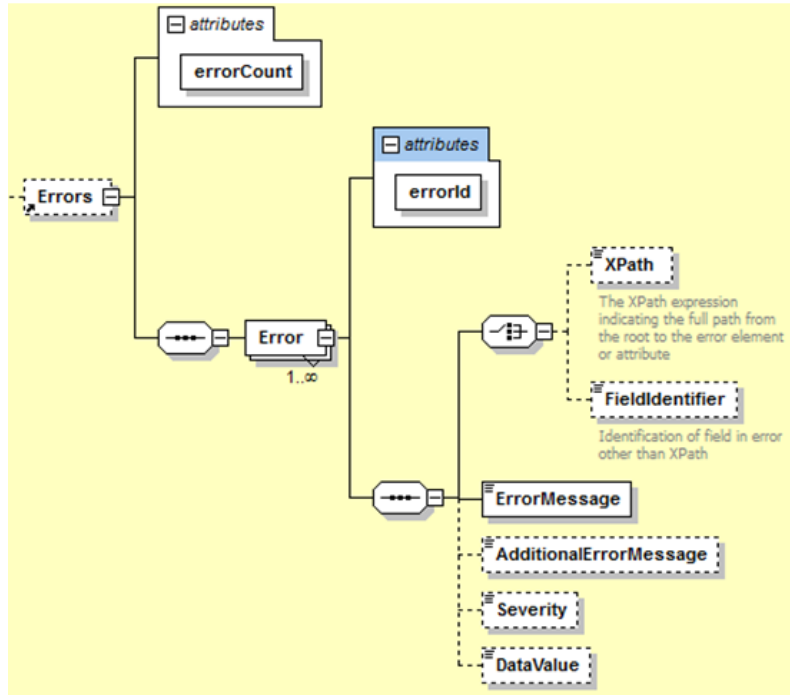 attributes
errorCount
attributes
Errors
errorId
XPath
The XPath expression
indicating the full path from
the root to the error element
or attribute
Error
1..∞
FieldIdentifier
Identification of field in error
other than XPath
ErrorMessage
AdditionalErrorMessage
Severity
DataValue